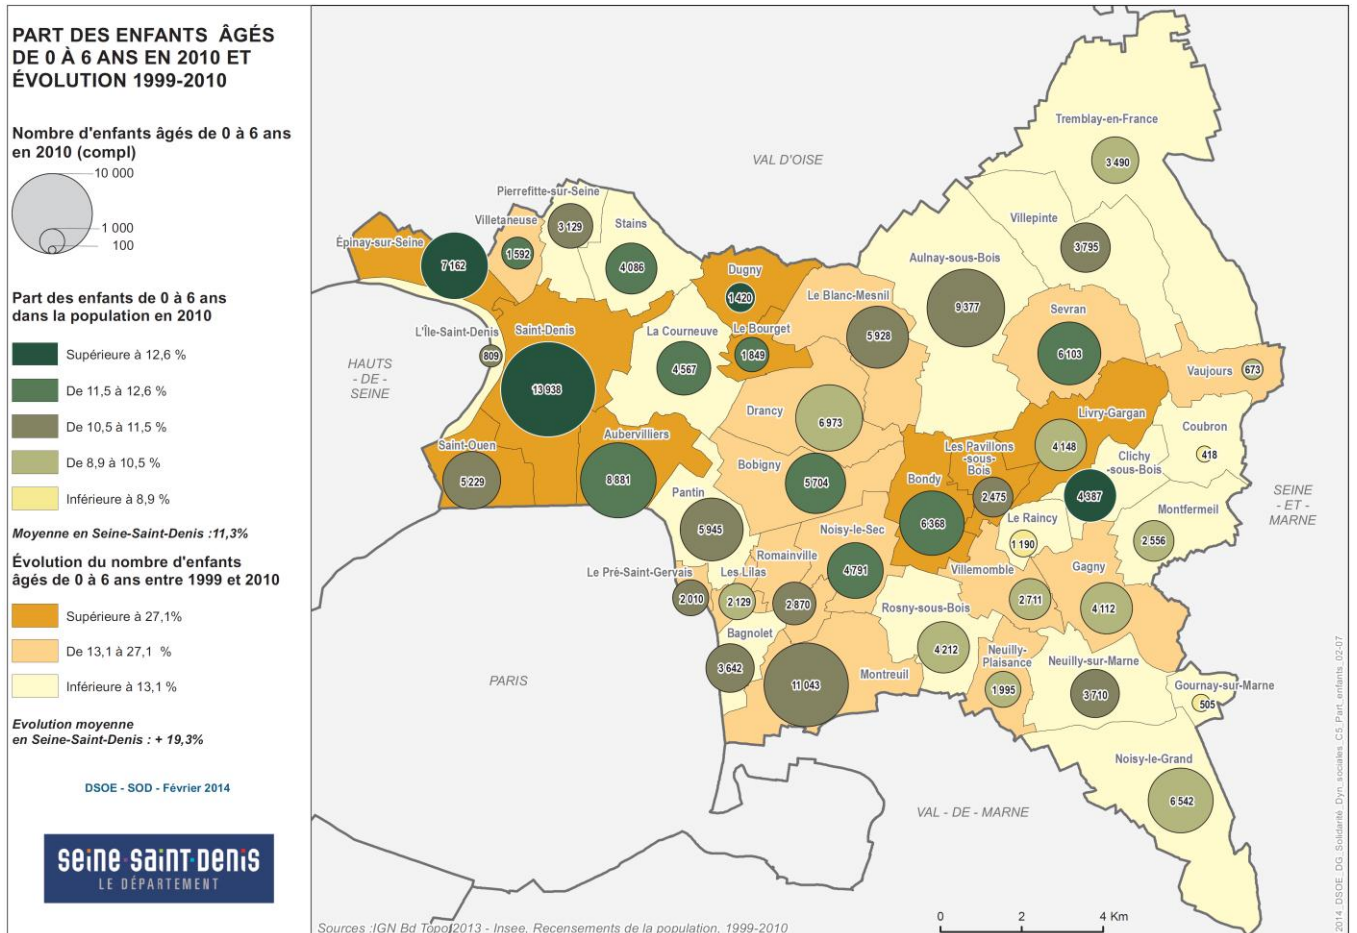 PART DES ENFANTS ÂGÉS
DE 0 À 6 ANS EN 2010 ET
ÉVOLUTION 1999-2010
Nombre d'enfants âgés de 0 à 6 ans
en 2010 (compl)
10 000
1 000
100
Part des enfants de 0 à 6 ans
dans la population en 2010
Supérieure à 12,6 %
De 11,5 à 12,6 %
De 10,5 à 11,5 %
De 8,9 à 10,5 %
Inférieure à 8,9 %
Moyenne en Seine-Saint-Denis :11,3%
Évolution du nombre d'enfants
âgés de 0 à 6 ans entre 1999 et 2010
Supérieure à 27,1%
De 13,1 à 27,1 %
Inférieure à 13,1 %
Evolution moyenne
en Seine-Saint-Denis : + 19,3%
DSOE - SOD - Février 2014
seine saint-denis
LE DÉPARTEMENT
VAL D'OISE
HAUTS
- DE -
SEINE
PARIS
VAL - DE - MARNE
SEINE
- ET -
MARNE
Tremblay-en-France
3 490
Villepinte
3 795
Pierrefitte-sur-Seine
3 129
Villetaneuse
1 592
Stains
4 086
Épinay-sur-Seine
7 162
Aulnay-sous-Bois
9 377
Dugny
1 420
Le Blanc-Mesnil
5 928
Sevran
6 103
L'Île-Saint-Denis
809
Saint-Denis
13 938
La Courneuve
4 567
Le Bourget
1 849
Vaujours
673
Drancy
6 973
Livry-Gargan
4 148
Coubron
418
Saint-Ouen
5 229
Aubervilliers
8 881
Bobigny
5 704
Bondy
6 368
Les Pavillons
-sous-
Bois
2 475
Clichy
-sous-Bois
4 387
Pantin
5 945
Noisy-le-Sec
4 791
Le Raincy
1 190
Montfermeil
2 556
Le Pré-Saint-Gervais
2 010
Les Lilas
2 129
Romainville
2 870
Villemomble
2 711
Gagny
4 112
Bagnolet
3 642
Rosny-sous-Bois
4 212
Montreuil
11 043
Neuilly-
Plaisance
1 995
Neuilly-sur-Marne
3 710
Gournay-sur-Marne
505
Noisy-le-Grand
6 542
0
2
4 Km
Sources :IGN Bd Topo 2013 - Insee, Recensements de la population, 1999-2010
2014_DSOE_DG_Solidarité_Dyn_sociales_C5_Part_enfants_02-07